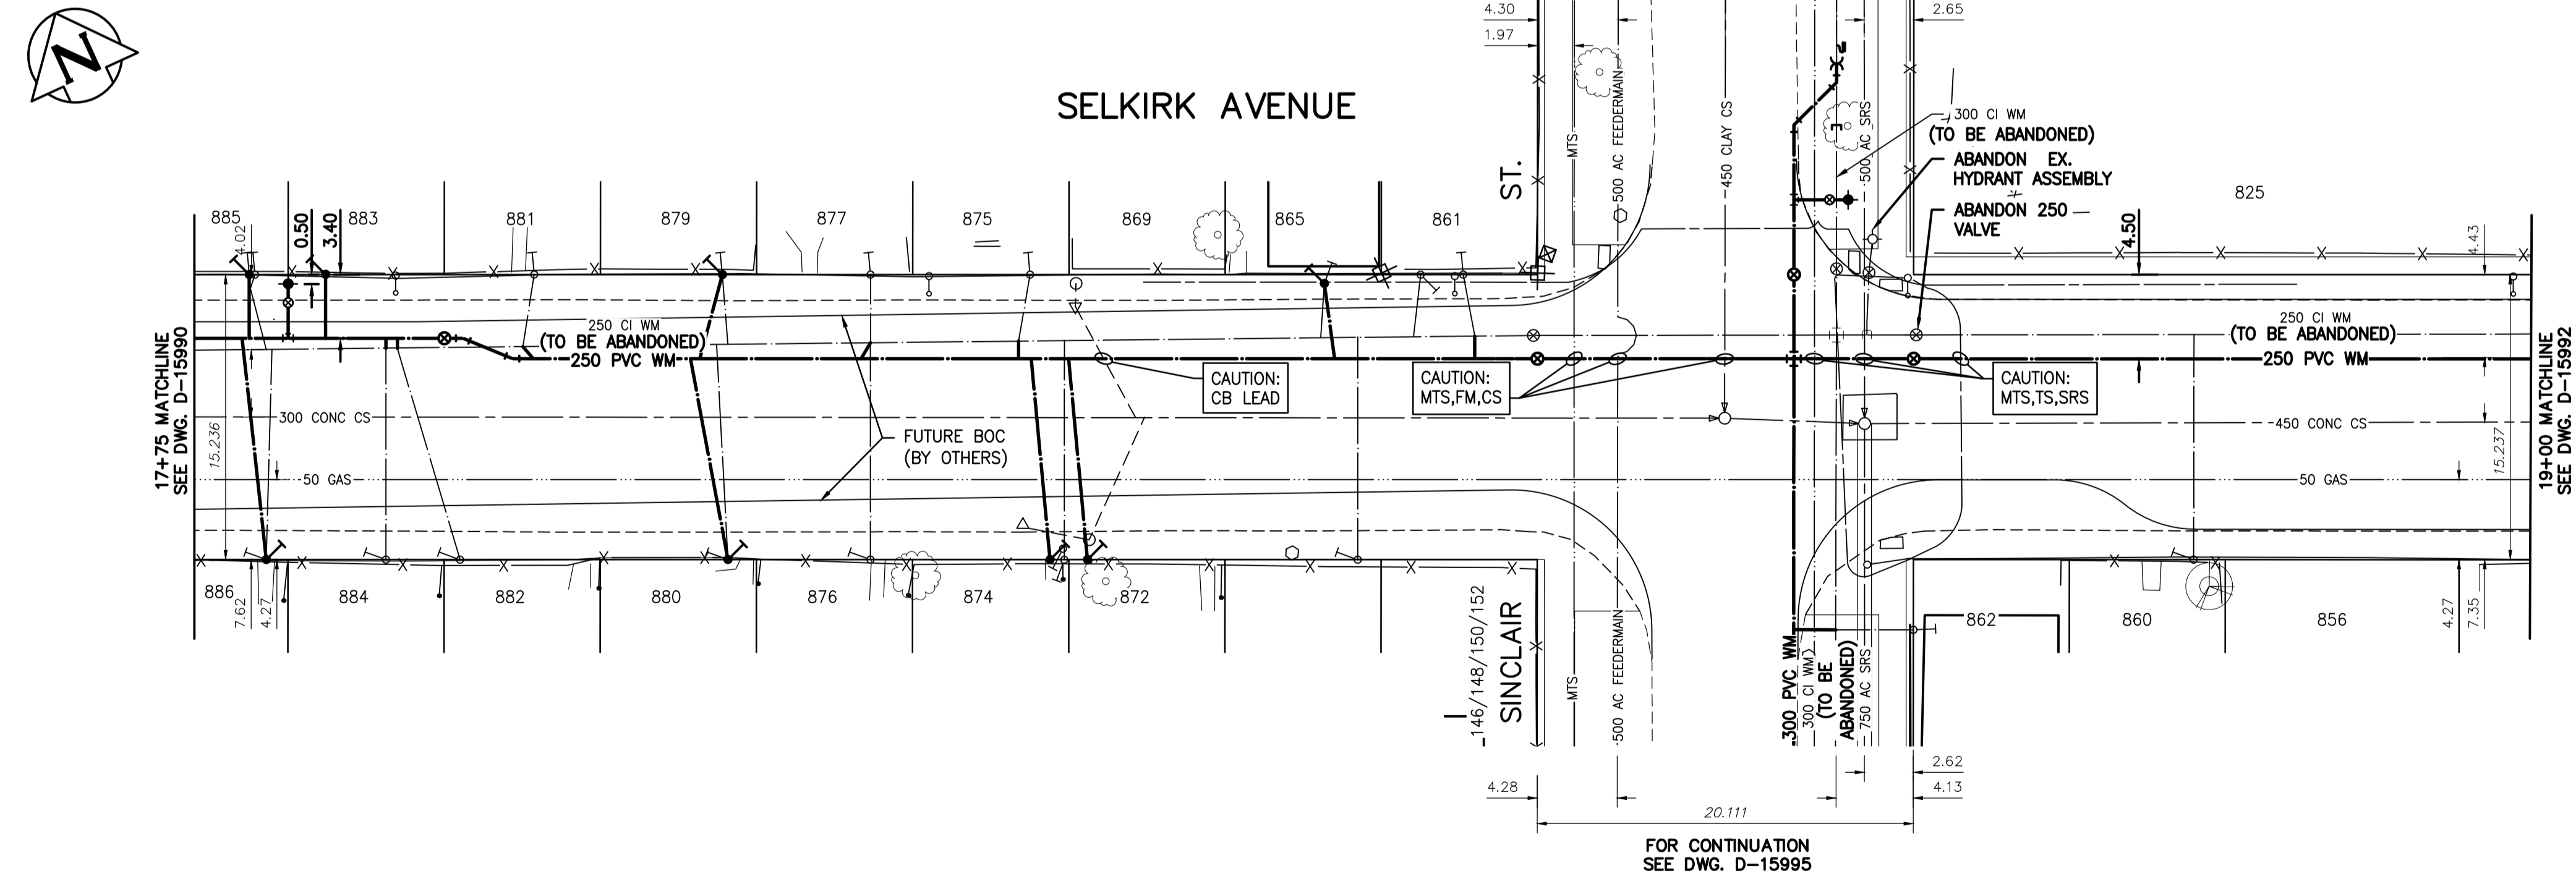 N
SELKIRK AVENUE
4.30
1.97
2.65
ST.
MTS
500 AC FEEDERMAIN
450 CLAY CS
500 AC SRS
300 CI WM
(TO BE ABANDONED)
ABANDON EX.
HYDRANT ASSEMBLY
ABANDON 250
VALVE
825
885
4.02
0.50
3.40
883
881
879
877
875
869
865
861
4.50
4.43
17+75 MATCHLINE
SEE DWG. D-15990
250 CI WM
(TO BE ABANDONED)
250 PVC WM
250 CI WM
(TO BE ABANDONED)
250 PVC WM
19+00 MATCHLINE
SEE DWG. D-15992
CAUTION:
CB LEAD
CAUTION:
MTS,FM,CS
CAUTION:
MTS,TS,SRS
15.236
300 CONC CS
FUTURE BOC
(BY OTHERS)
450 CONC CS
15.237
50 GAS
50 GAS
886
7.62
4.27
884
882
880
876
874
872
146/148/150/152
SINCLAIR
MTS
500 AC FEEDERMAIN
300 PVC WM
300 CI WM
(TO BE
ABANDONED)
750 AC SRS
862
860
856
4.27
7.35
4.28
2.62
4.13
20.111
FOR CONTINUATION
SEE DWG. D-15995